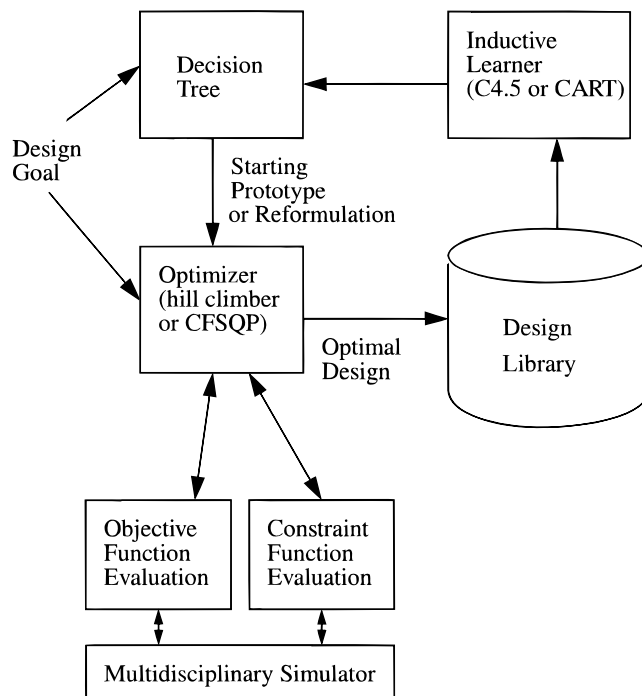 Decision
Tree
Inductive
Learner
(C4.5 or CART)
Design
Goal
Starting
Prototype
or Reformulation
Optimizer
(hill climber
or CFSQP)
Optimal
Design
Design
Library
Objective
Function
Evaluation
Constraint
Function
Evaluation
Multidisciplinary Simulator